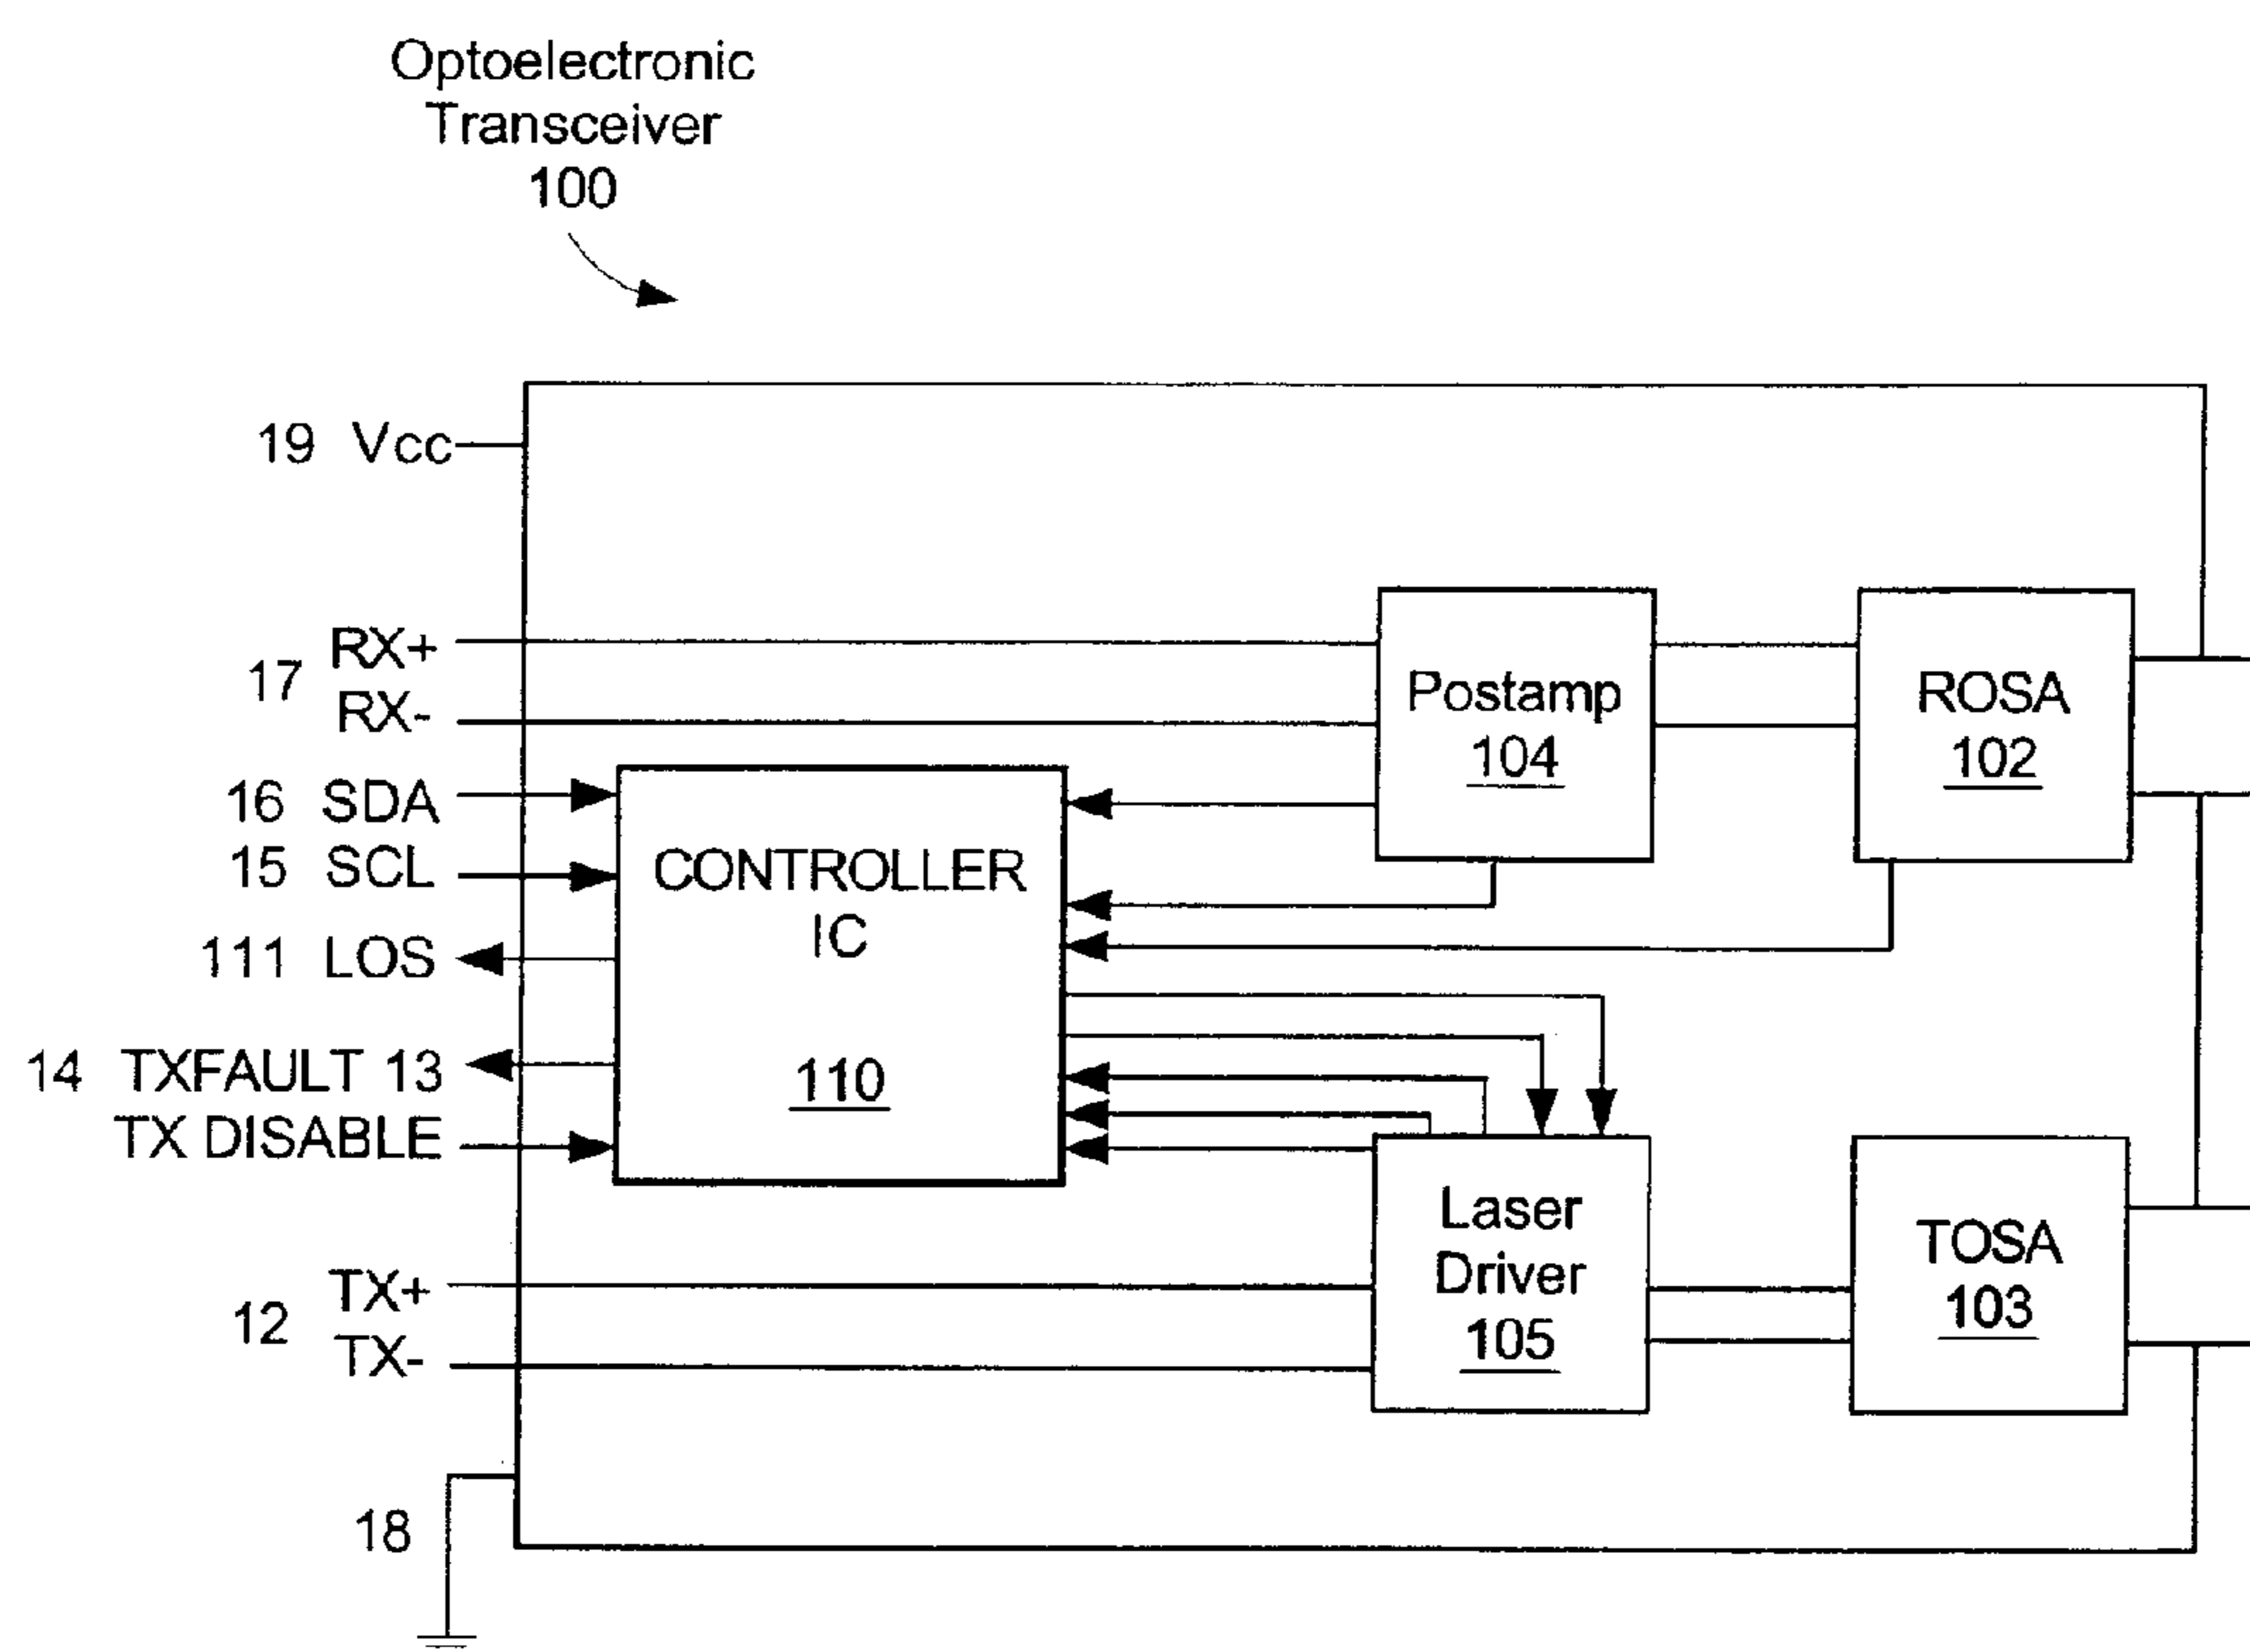 Optoelectronic
Transceiver
100
19 Vcc
17 RX+
RX-
Postamp
104
ROSA
102
16 SDA
15 SCL
111 LOS
14 TXFAULT 13
TX DISABLE
CONTROLLER
IC
110
12 TX+
TX-
Laser
Driver
105
TOSA
103
18